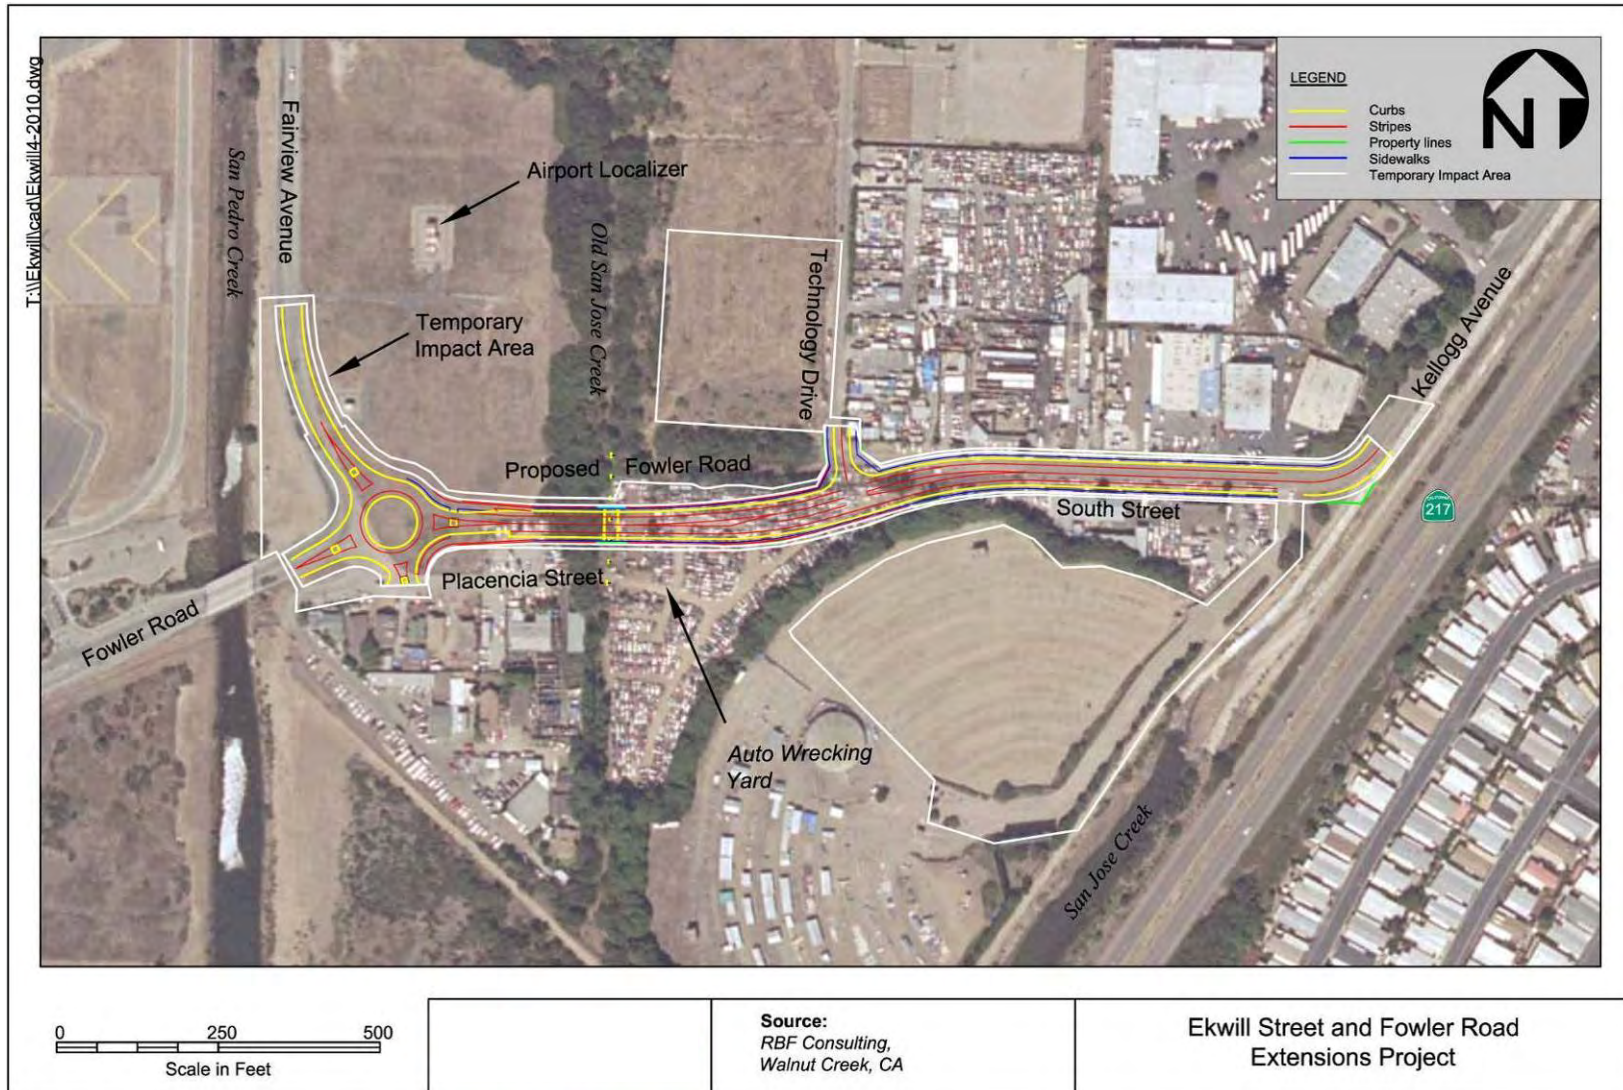 T:\\Ekwill\cad\Ekwill4-2010.dwg
LEGEND
Curbs
Stripes
Property lines
Sidewalks
Temporary Impact Area
N
Fairview Avenue
San Pedro Creek
Airport Localizer
Old San Jose Creek
Technology Drive
Temporary
Impact Area
Kellogg Avenue
Proposed Fowler Road
South Street
CALIFORNIA
217
Placencia Street
Fowler Road
Auto Wrecking
Yard
San Jose Creek
0 250 500
Scale in Feet
Source:
RBF Consulting,
Walnut Creek, CA
Ekwill Street and Fowler Road
Extensions Project